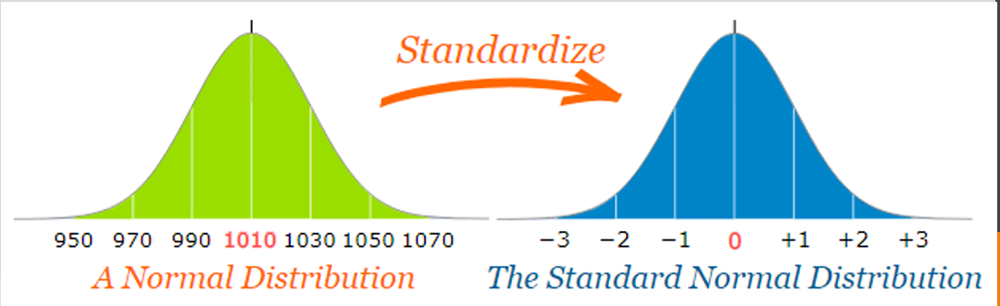 Standardize
950 970 990 1010 1030 1050 1070
−3 −2 −1 0 +1 +2 +3
A Normal Distribution
The Standard Normal Distribution